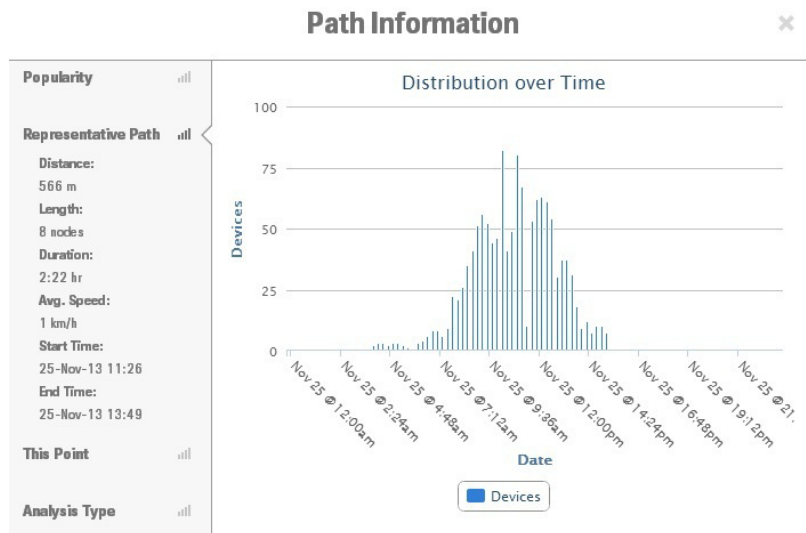 Path Information
Popularity
Representative Path
Distance:
566 m
Length:
8 nodes
Duration:
2:22 hr
Avg. Speed:
1 km/h
Start Time:
25-Nov-13 11:26
End Time:
25-Nov-13 13:49
This Point
Analysis Type
Distribution over Time
100
75
50
25
0
Devices
Nov 25 @12:00am
Nov 25 @2:24am
Nov 25 @4:48am
Nov 25 @7:12am
Nov 25 @9:36am
Nov 25 @12:00pm
Nov 25 @14:24pm
Nov 25 @16:48pm
Nov 25 @19:12pm
Nov 25 @21.
Date
Devices